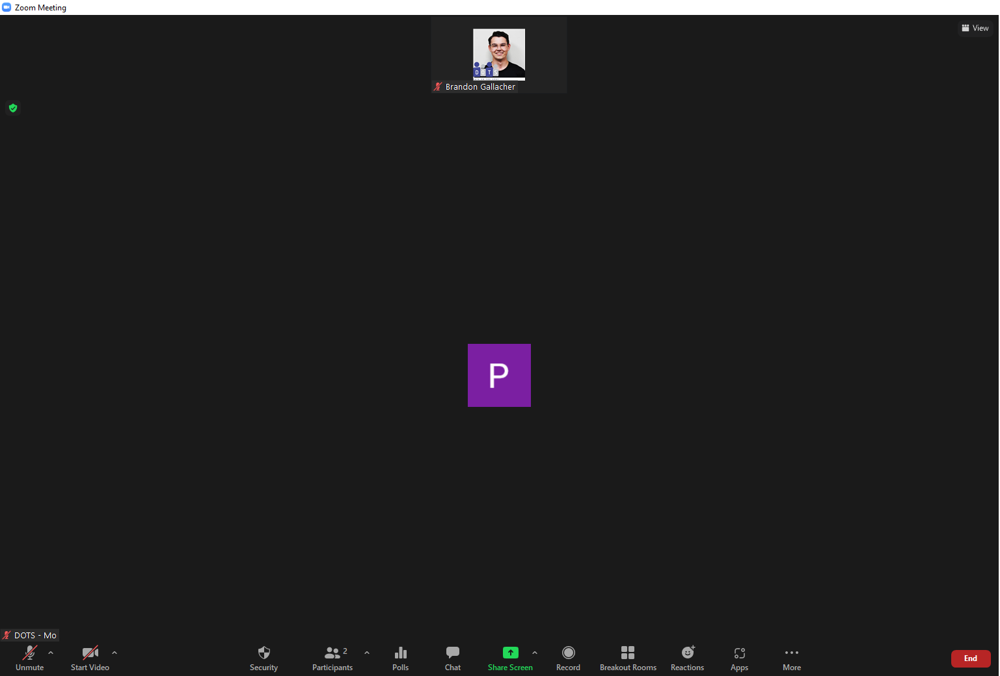 Zoom Meeting
View
DOTS
Brandon Gallacher
P
DOTS - Mo
Unmute
Start Video
Security
2
Participants
Polls
Chat
Share Screen
Record
Breakout Rooms
Reactions
Apps
More
End